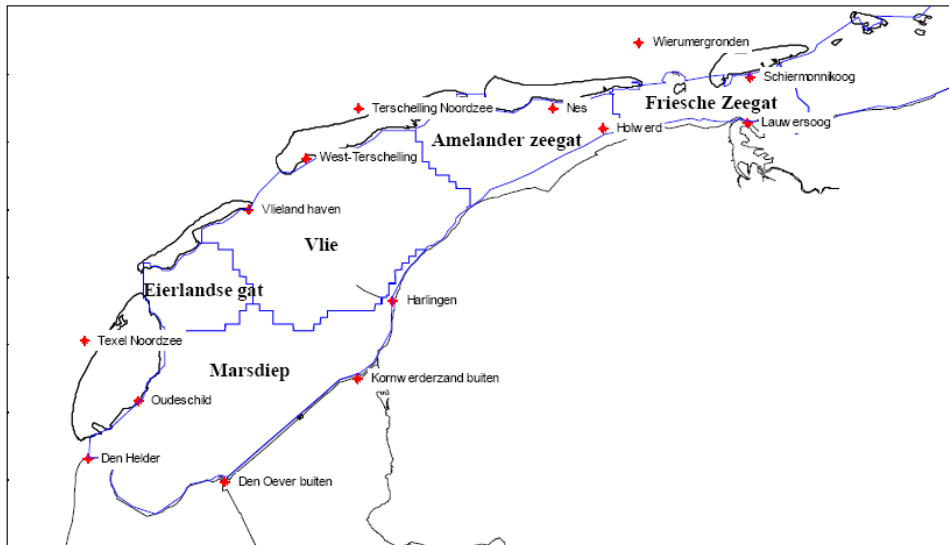 Wierumergronden
Schiermonnikoog
Friesche Zeegat
Terschelling Noordzee
Nes
Lauwersoog
Holwerd
Amelander zeegat
West-Terschelling
Vlieland haven
Vlie
Eierlandse gat
Harlingen
Texel Noordzee
Marsdiep
Kornwerderzand buiten
Oudeschild
Den Helder
Den Oever buiten